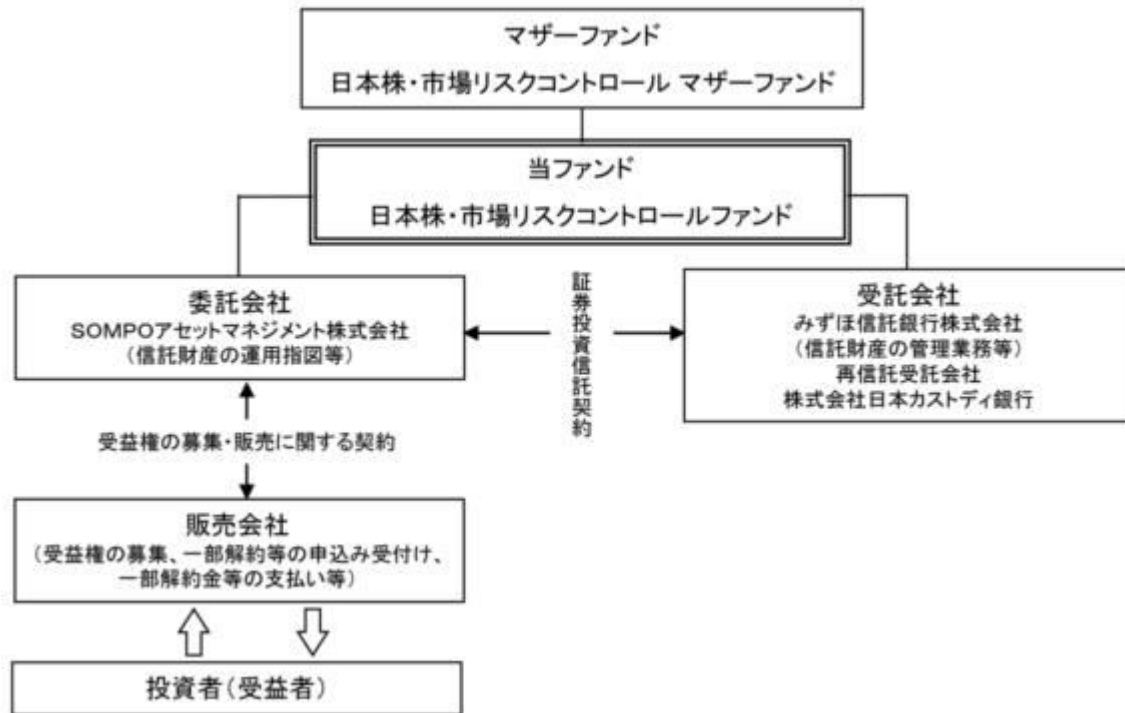 マザーファンド
日本株・市場リスクコントロール マザーファンド
当ファンド
日本株・市場リスクコントロールファンド
委託会社
SOMPOアセットマネジメント株式会社
(信託財産の運用指図等)
証券投資信託契約
受託会社
みずほ信託銀行株式会社
(信託財産の管理業務等)
再信託受託会社
株式会社日本カストディ銀行
受益権の募集・販売に関する契約
販売会社
(受益権の募集、一部解約等の申込み受付け、
一部解約金等の支払い等)
投資者(受益者)